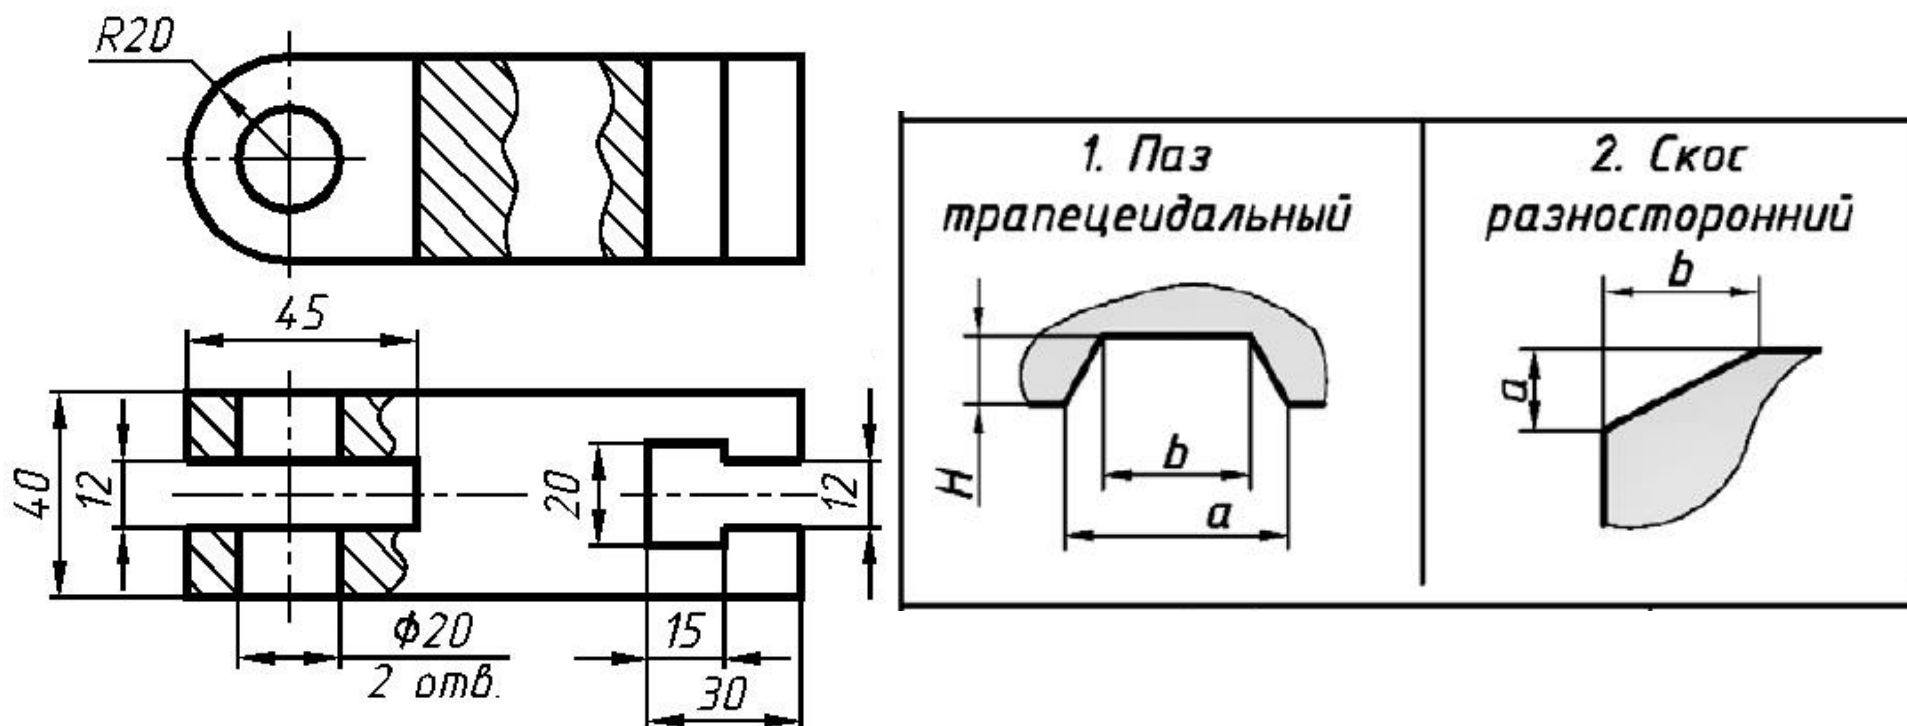 R20
45
40
12
20
12
ϕ20
2 отв.
15
30
1. Паз
трапецеидальный
H
b
a
2. Скос
разносторонний
b
a